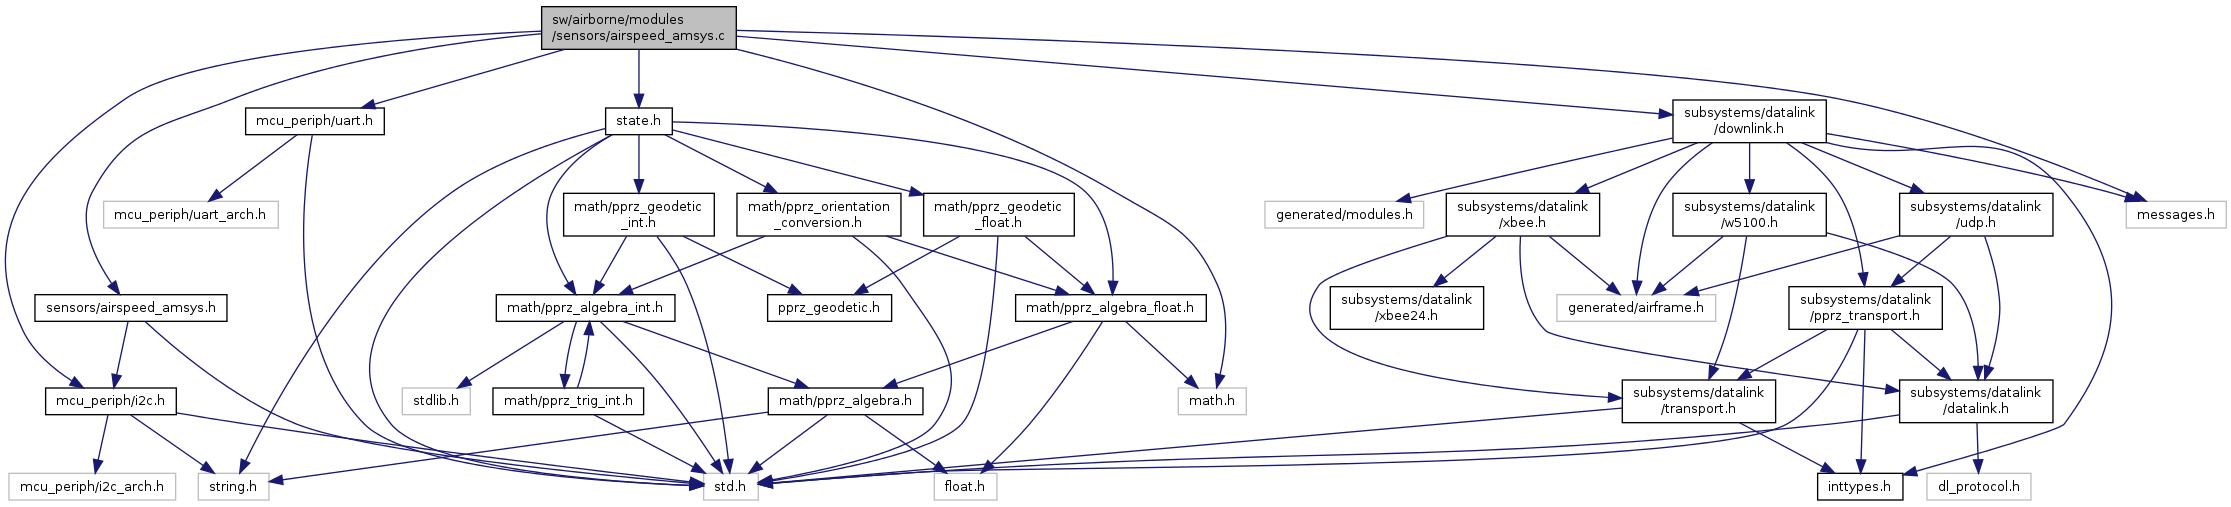 sw/airborne/modules
/sensors/airspeed_amsys.c
mcu_periph/uart.h
state.h
subsystems/datalink
/downlink.h
mcu_periph/uart_arch.h
math/pprz_geodetic
_int.h
math/pprz_orientation
_conversion.h
math/pprz_geodetic
_float.h
generated/modules.h
subsystems/datalink
/xbee.h
subsystems/datalink
/w5100.h
subsystems/datalink
/udp.h
messages.h
sensors/airspeed_amsys.h
math/pprz_algebra_int.h
pprz_geodetic.h
math/pprz_algebra_float.h
subsystems/datalink
/xbee24.h
generated/airframe.h
subsystems/datalink
/pprz_transport.h
mcu_periph/i2c.h
stdlib.h
math/pprz_trig_int.h
math/pprz_algebra.h
math.h
subsystems/datalink
/transport.h
subsystems/datalink
/datalink.h
mcu_periph/i2c_arch.h
string.h
std.h
float.h
inttypes.h
dl_protocol.h